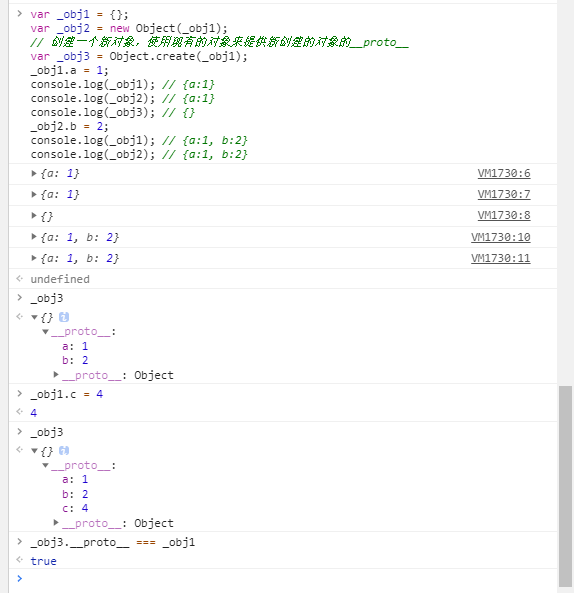 var _obj1 = {};
var _obj2 = new Object(_obj1);
// 创建一个新对象，使用现有的对象来提供新创建的对象的__proto__
var _obj3 = Object.create(_obj1);
_obj1.a = 1;
console.log(_obj1); // {a:1}
console.log(_obj2); // {a:1}
console.log(_obj3); // {}
_obj2.b = 2;
console.log(_obj1); // {a:1, b:2}
console.log(_obj2); // {a:1, b:2}
{a: 1} VM1730:6
{a: 1} VM1730:7
{} VM1730:8
{a: 1, b: 2} VM1730:10
{a: 1, b: 2} VM1730:11
undefined
_obj3
{} i
__proto__:
a: 1
b: 2
__proto__: Object
_obj1.c = 4
4
_obj3
{} i
__proto__:
a: 1
b: 2
c: 4
__proto__: Object
_obj3.__proto__ === _obj1
true